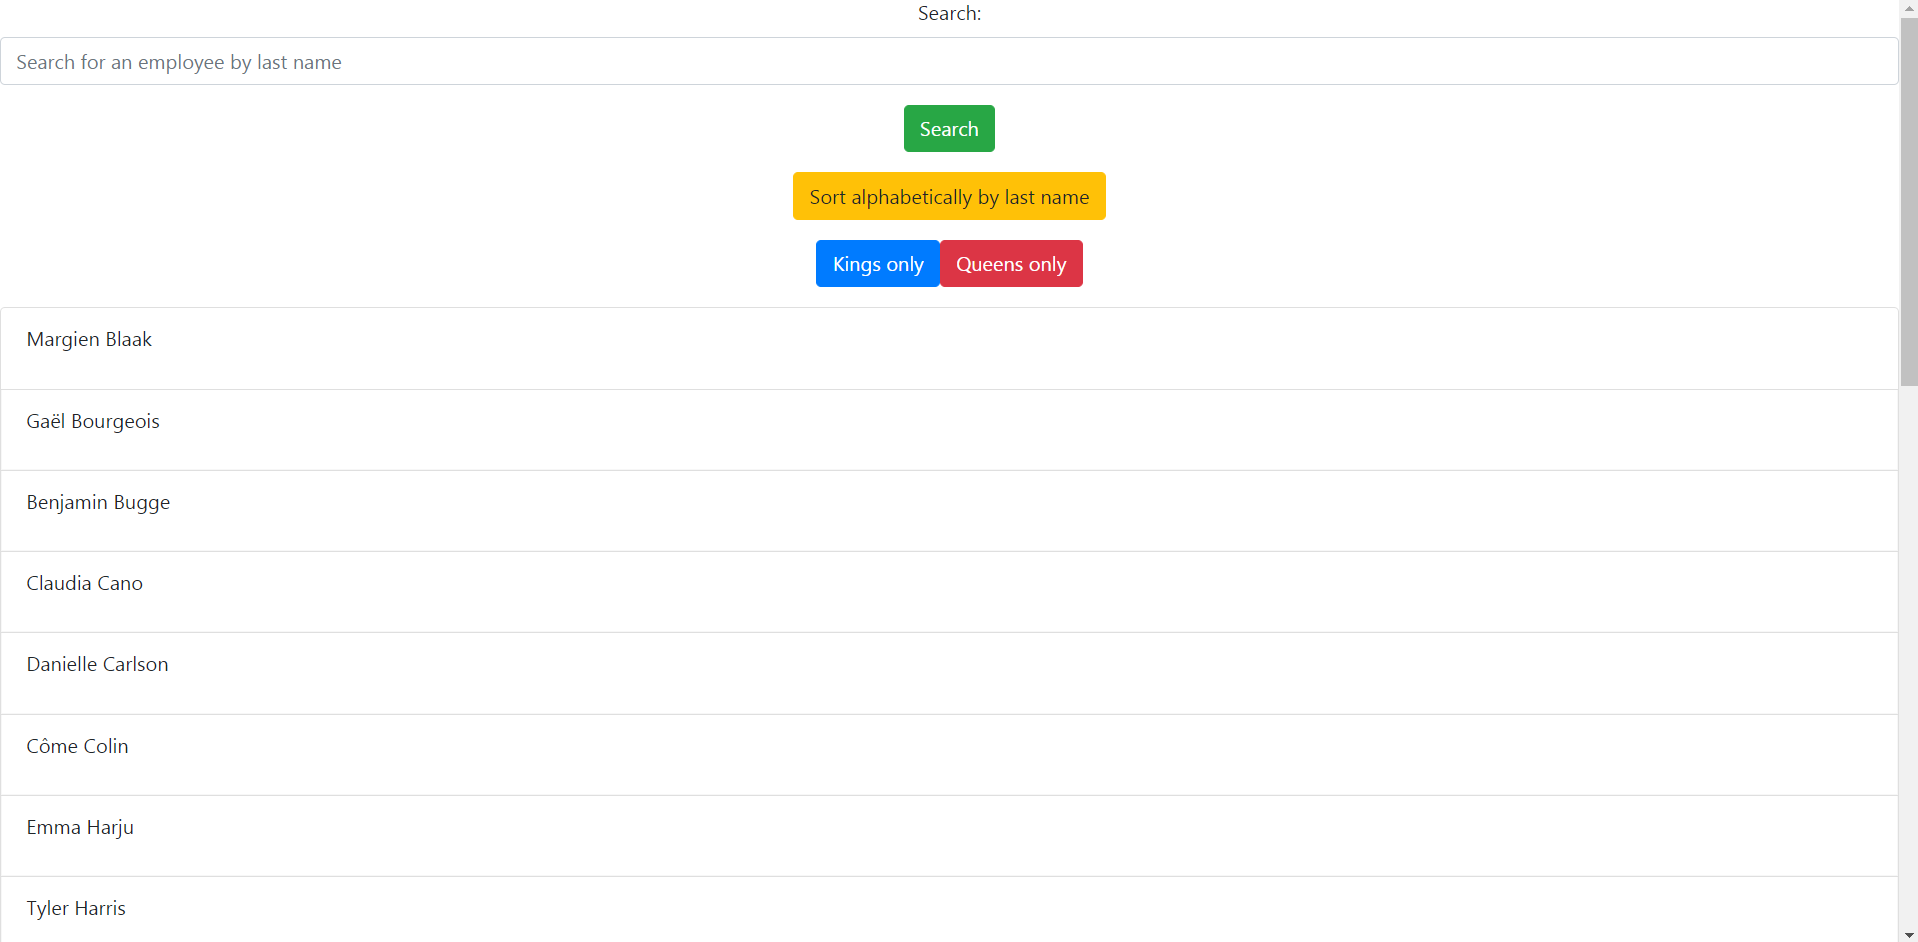 Search:
Search for an employee by last name
Search
Sort alphabetically by last name
Kings only Queens only
Margien Blaak
Gaël Bourgeois
Benjamin Bugge
Claudia Cano
Danielle Carlson
Côme Colin
Emma Harju
Tyler Harris